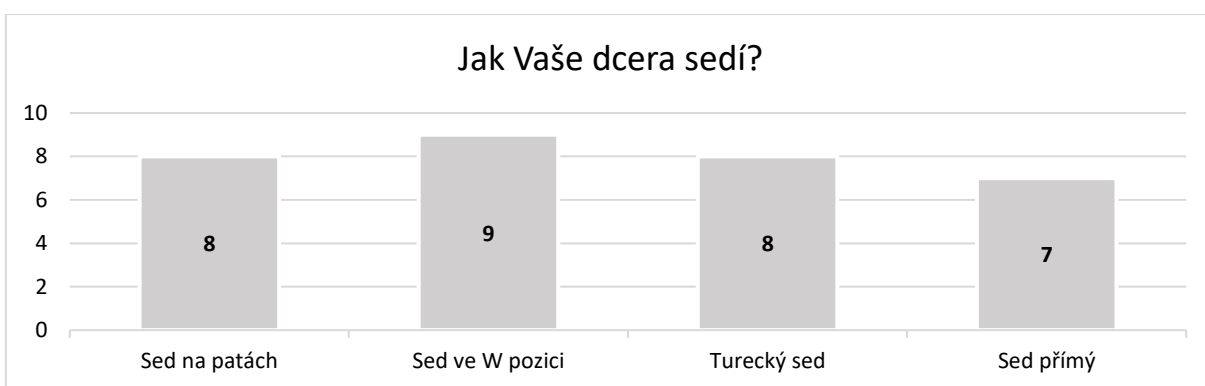 Jak Vaše dcera sedí?
10
8
6
4
2
0
8
9
8
7
Sed na patách
Sed ve W pozici
Turecký sed
Sed přímý